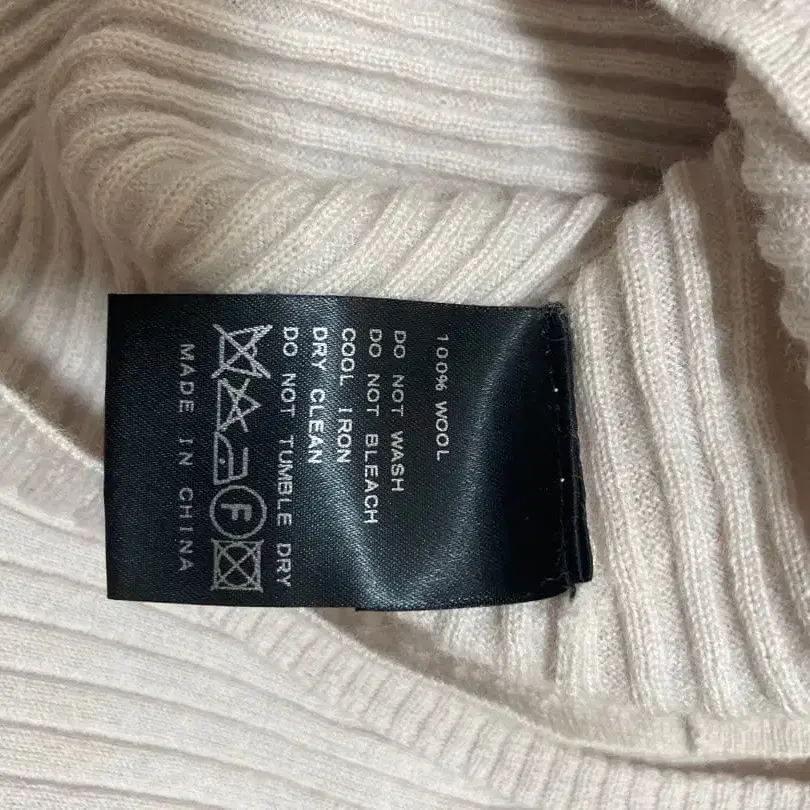 100% WOOL
DO NOT WASH
DO NOT BLEACH
COOL IRON
DRY CLEAN
DO NOT TUMBLE DRY
F
MADE IN CHINA